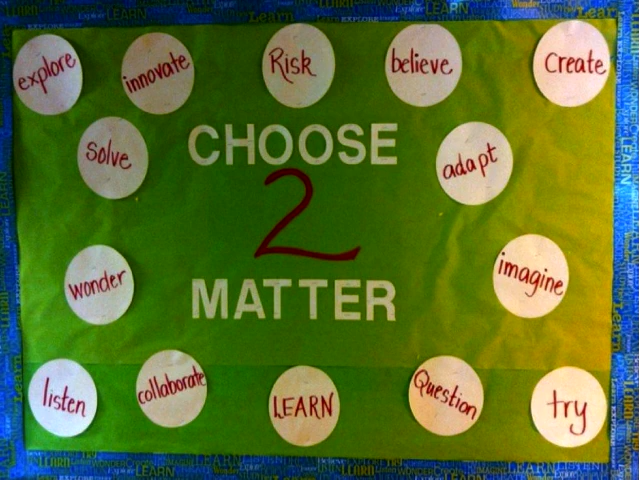 explore
innovate
Risk
believe
Create
solve
CHOOSE
adapt
2
wonder
MATTER
imagine
listen
collaborate
LEARN
Question
try